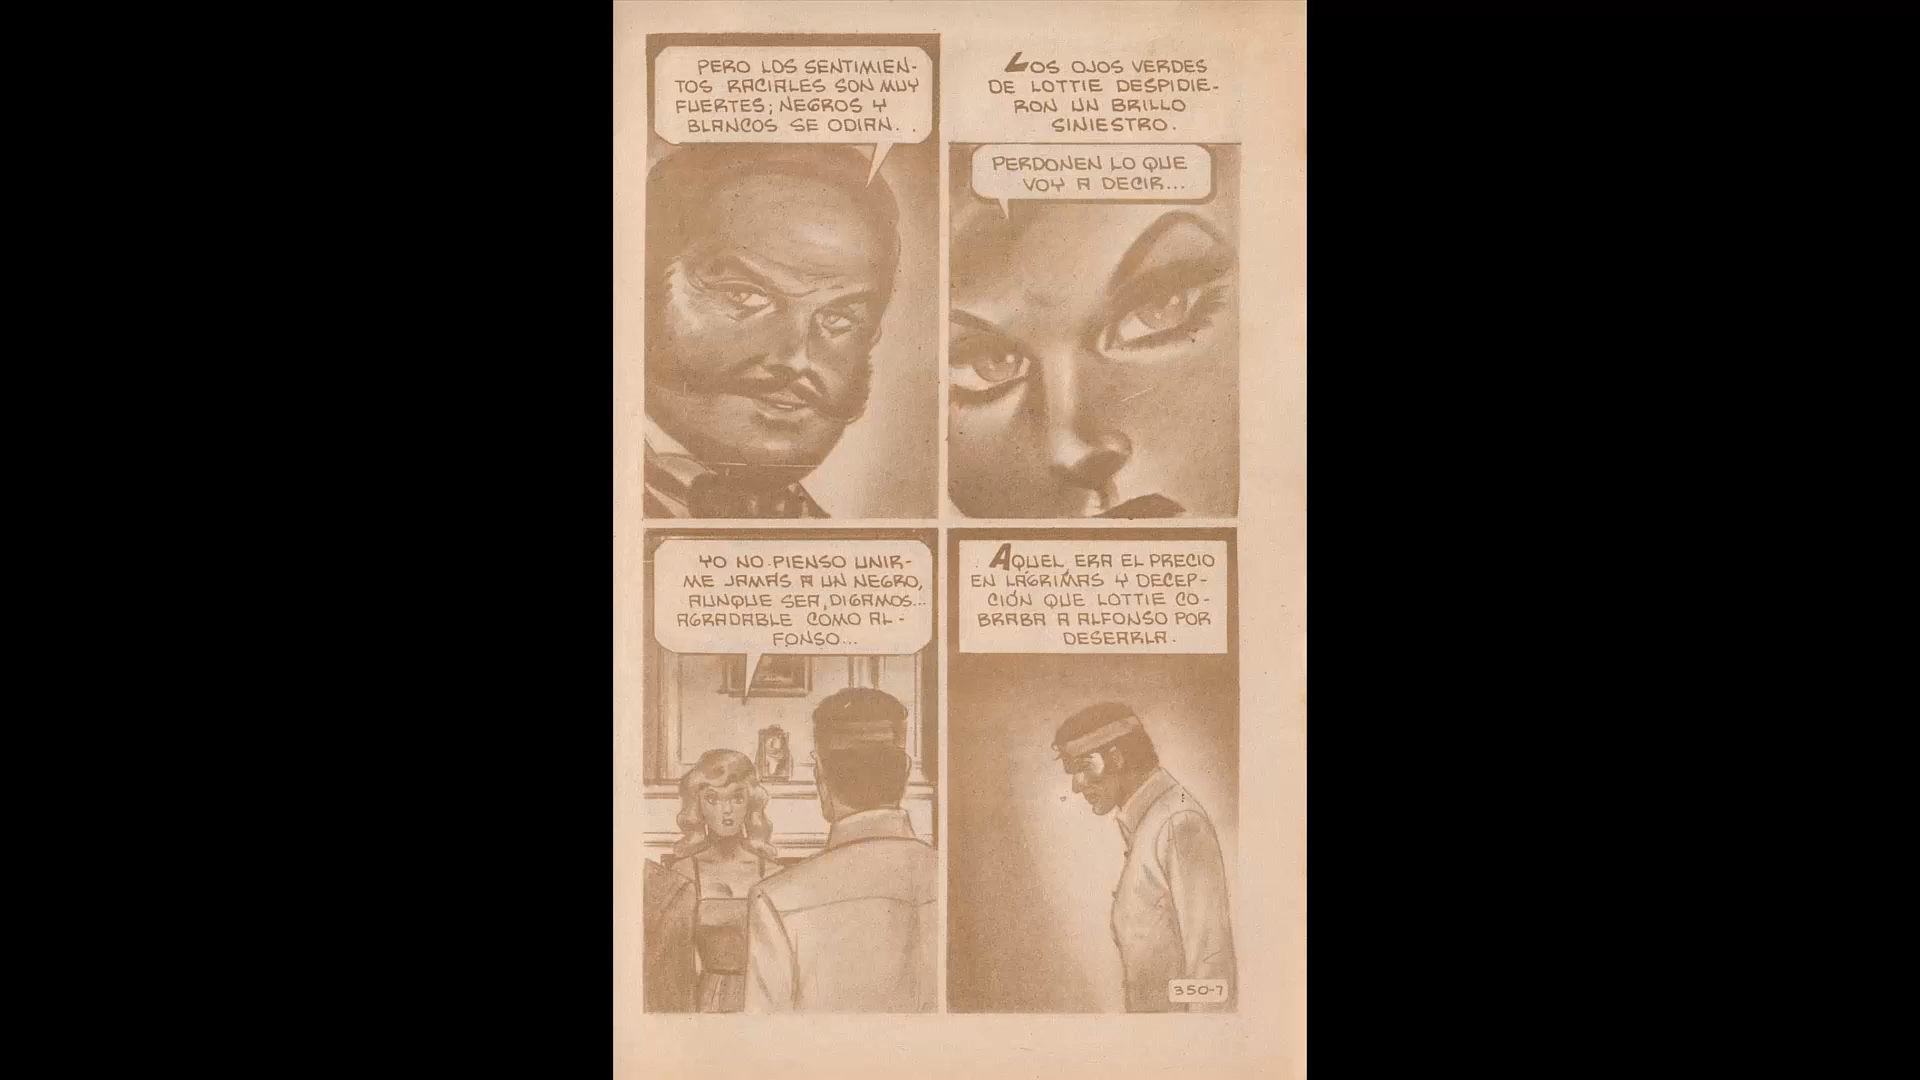 PERO LOS SENTIMIEN-
TOS RACIALES SON MUY
FUERTES; NEGROS Y
BLANCOS SE ODIAN. .
LOS OJOS VERDES
DE LOTTIE DESPIDIE-
RON UN BRILLO
SINIESTRO.
PERDONEN LO QUE
VOY A DECIR...
YO NO PIENSO UNIR-
ME JAMÁS A UN NEGRO,
AUNQUE SEA, DIGAMOS...
AGRADABLE COMO AL-
FONSO...
AQUEL ERA EL PRECIO
EN LÁGRIMAS Y DECEP-
CIÓN QUE LOTTIE CO-
BRABA A ALFONSO POR
DESEARLA.
350-7